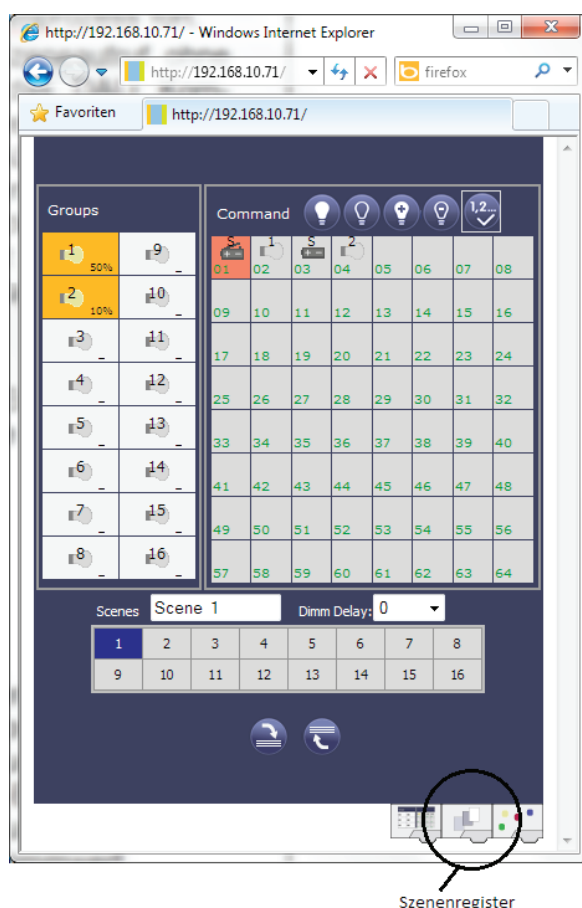 http://192.168.10.71/ - Windows Internet Explorer
http://192.168.10.71/
firefox
Favoriten
http://192.168.10.71/
Groups
Command
1,2...
1 50% 9 _
2 10% 10 _
3 _ 11 _
4 _ 12 _
5 _ 13 _
6 _ 14 _
7 _ 15 _
8 _ 16 _
S 1 S 2
01 02 03 04 05 06 07 08
09 10 11 12 13 14 15 16
17 18 19 20 21 22 23 24
25 26 27 28 29 30 31 32
33 34 35 36 37 38 39 40
41 42 43 44 45 46 47 48
49 50 51 52 53 54 55 56
57 58 59 60 61 62 63 64
Scenes Scene 1 Dimm Delay: 0
1 2 3 4 5 6 7 8
9 10 11 12 13 14 15 16
Szenenregister